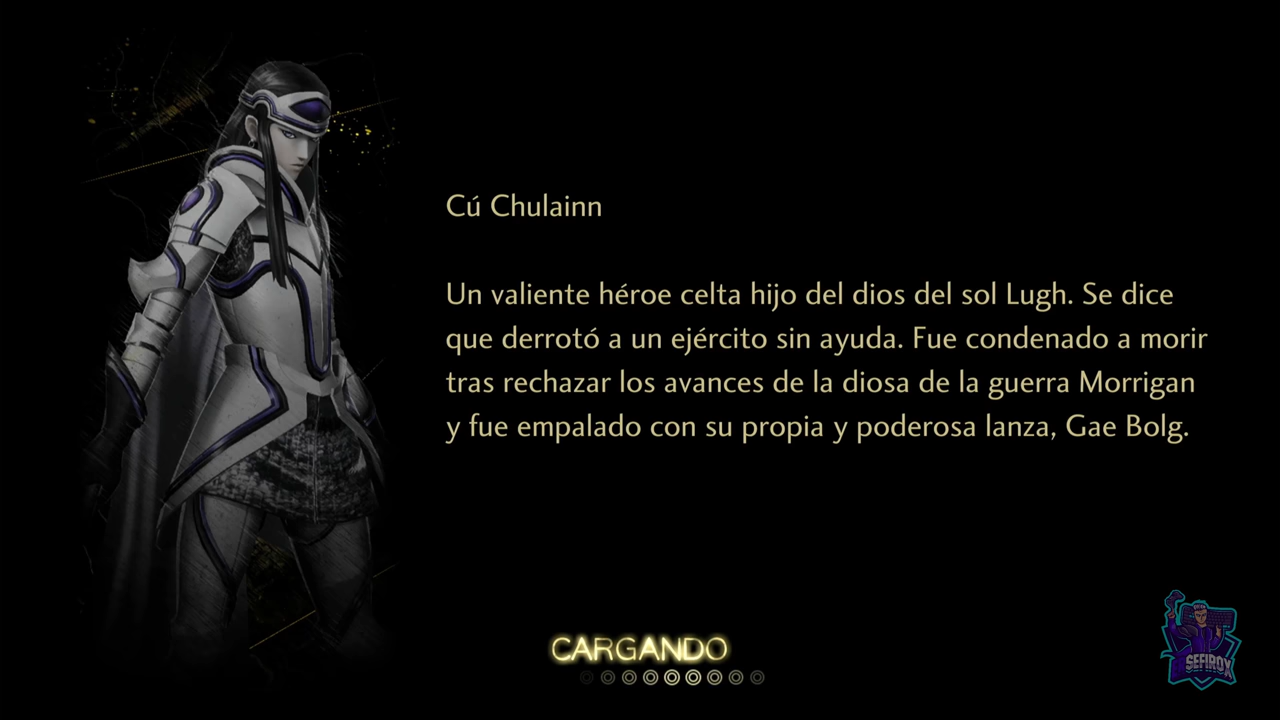 Cú Chulainn
Un valiente héroe celta hijo del dios del sol Lugh. Se dice
que derrotó a un ejército sin ayuda. Fue condenado a morir
tras rechazar los avances de la diosa de la guerra Morrigan
y fue empalado con su propia y poderosa lanza, Gae Bolg.
CARGANDO
SEFIROX